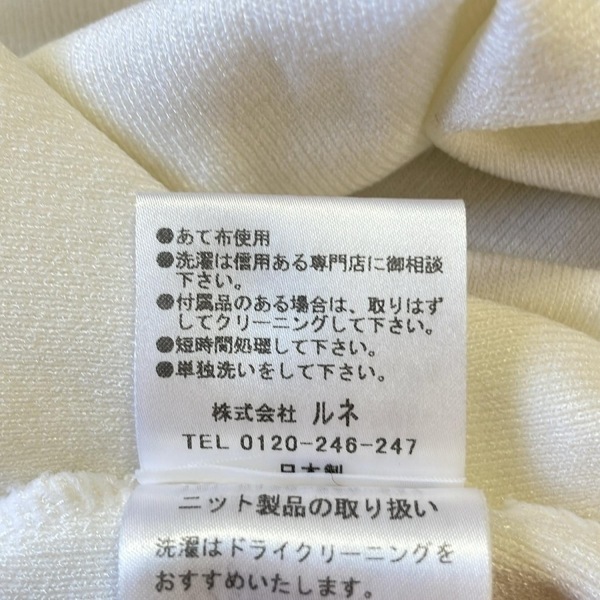 ●あて布使用
●洗濯は信用ある専門店に御相談
下さい。
●付属品のある場合は、取りはず
してクリーニングして下さい。
●短時間処理して下さい。
●単独洗いをして下さい。
株式会社 ルネ
TEL 0120-246-247
日本製
ニット製品の取り扱い
洗濯はドライクリーニングを
おすすめいたします。